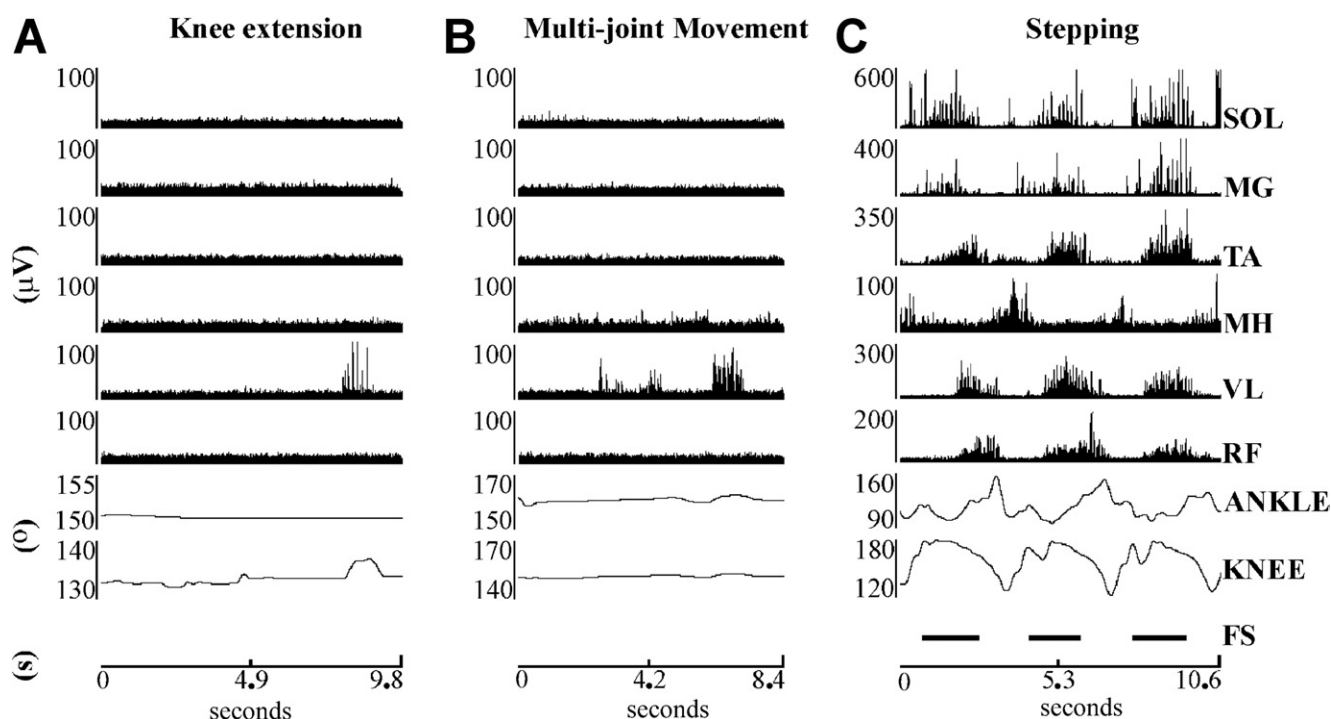 A Knee extension B Multi-joint Movement C Stepping
100 100 600 SOL
100 100 400 MG
100 100 350 TA
(µV)
100 100 100 MH
100 100 300 VL
100 100 200 RF
155 170 160 ANKLE
150 150 90
(º)
140 170 180 KNEE
130 140 120
FS
(s)
0 4.9 9.8 0 4.2 8.4 0 5.3 10.6
seconds seconds seconds